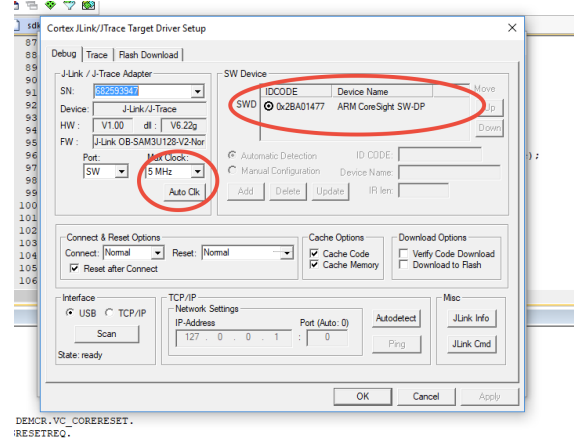 sdk
Cortex JLink/JTrace Target Driver Setup
87
88
89
90
91
92
93
94
95
96
97
98
99
100
101
102
103
104
105
106
Debug Trace Flash Download
J-Link / J-Trace Adapter
SN: 682593947
Device: J-Link/J-Trace
HW : V1.00 dll : V6.22g
FW : J-Link OB-SAM3U128-V2-Nor
Port: Max Clock:
SW 5 MHz
Auto Clk
SW Device
IDCODE Device Name Move
SWD 0x2BA01477 ARM CoreSight SW-DP Up
Down
Automatic Detection ID CODE:
Manual Configuration Device Name:
Add Delete Update IR len:
);
Connect & Reset Options
Connect: Normal Reset: Normal
Reset after Connect
Cache Options
Cache Code
Cache Memory
Download Options
Verify Code Download
Download to Flash
Interface
USB TCP/IP
Scan
State: ready
TCP/IP
Network Settings
IP-Address Port (Auto: 0)
127 . 0 . 0 . 1 : 0
Autodetect
Ping
Misc
JLink Info
JLink Cmd
OK Cancel Apply
DEMCR.VC_CORERESET.
RESETREQ.